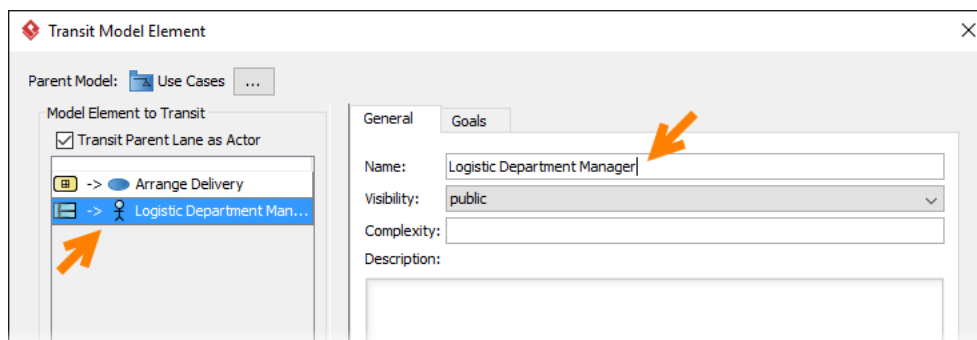 Transit Model Element
Parent Model: Use Cases ...
Model Element to Transit
Transit Parent Lane as Actor
-> Arrange Delivery
-> Logistic Department Man...
General Goals
Name: Logistic Department Manager
Visibility: public
Complexity:
Description: